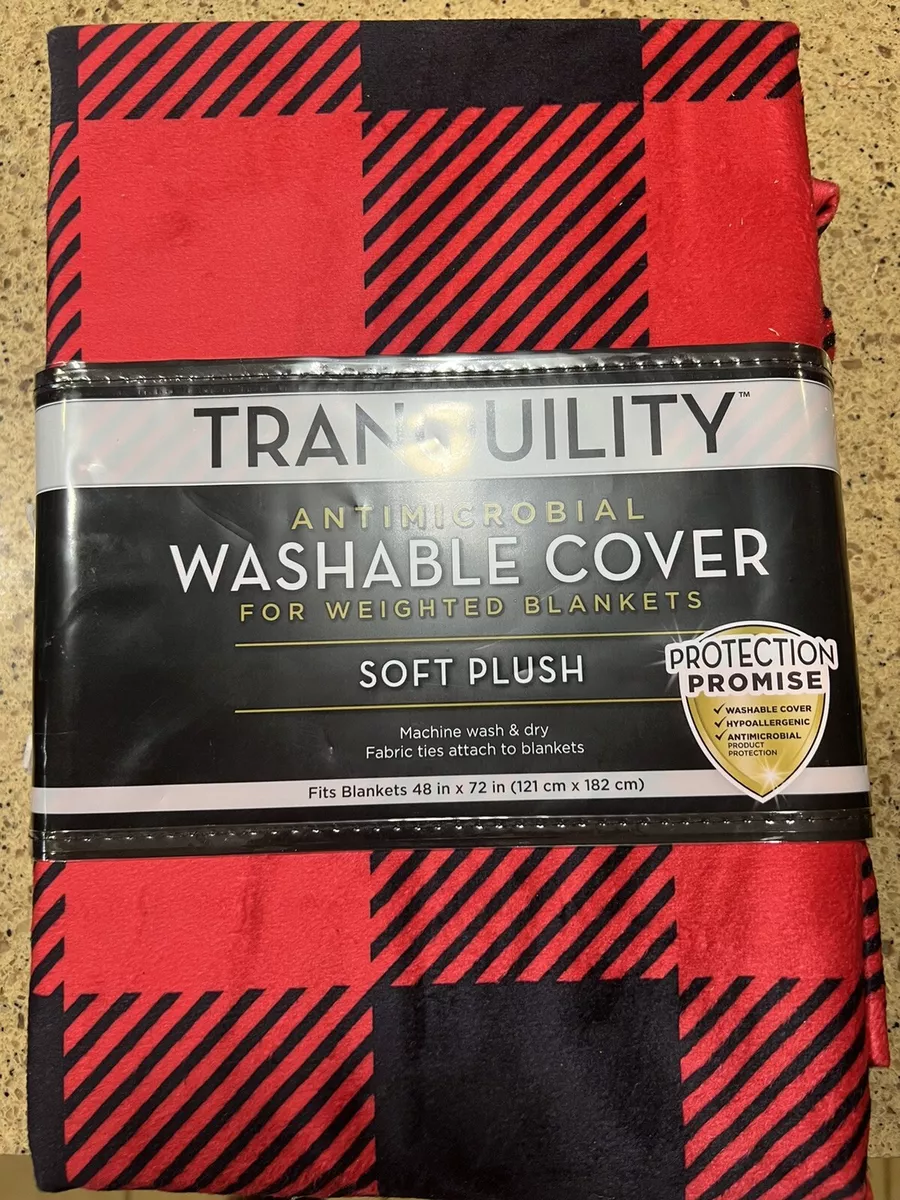 TRANQUILITY™
ANTIMICROBIAL
WASHABLE COVER
FOR WEIGHTED BLANKETS
SOFT PLUSH
Machine wash & dry
Fabric ties attach to blankets
Fits Blankets 48 in x 72 in (121 cm x 182 cm)
PROTECTION
PROMISE
✓ WASHABLE COVER
✓ HYPOALLERGENIC
✓ ANTIMICROBIAL
PRODUCT
PROTECTION